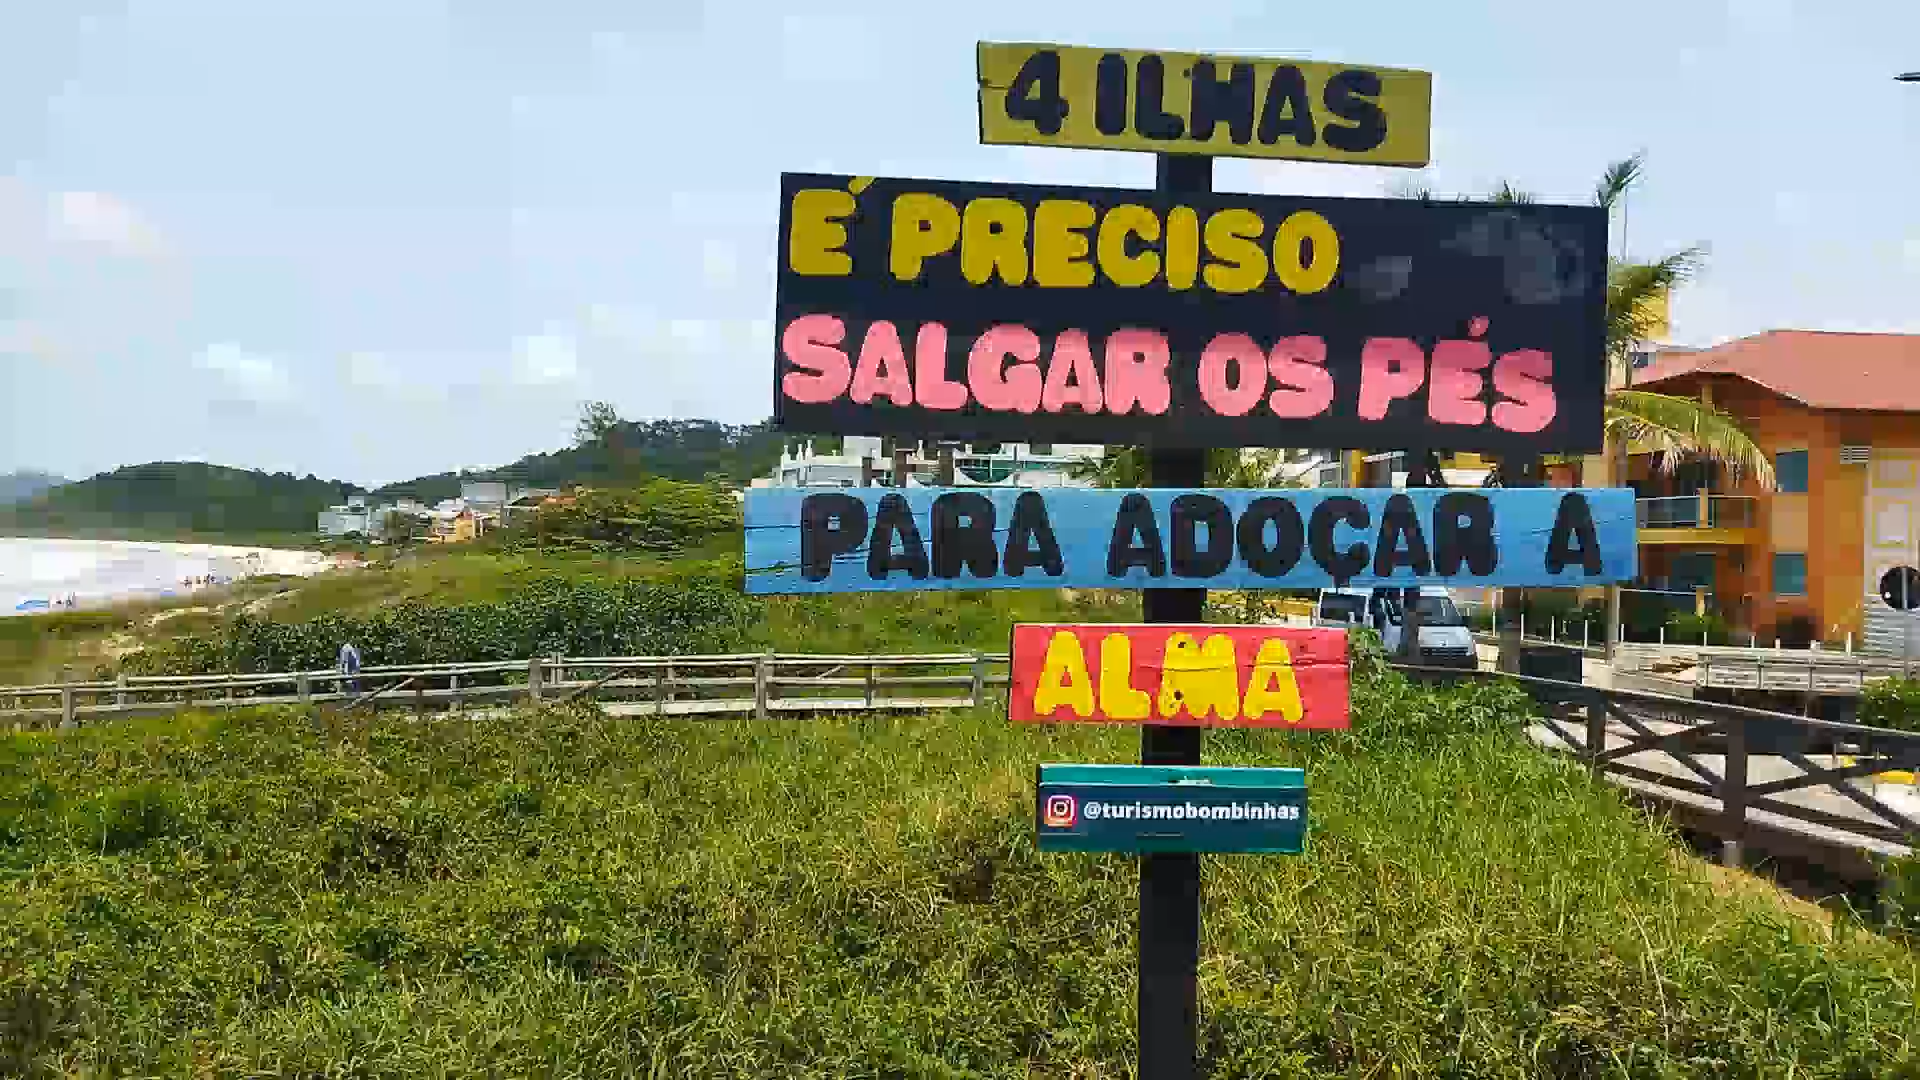 4 ILHAS
É PRECISO
SALGAR OS PÉS
PARA ADOÇAR A
ALMA
@turismobombinhas